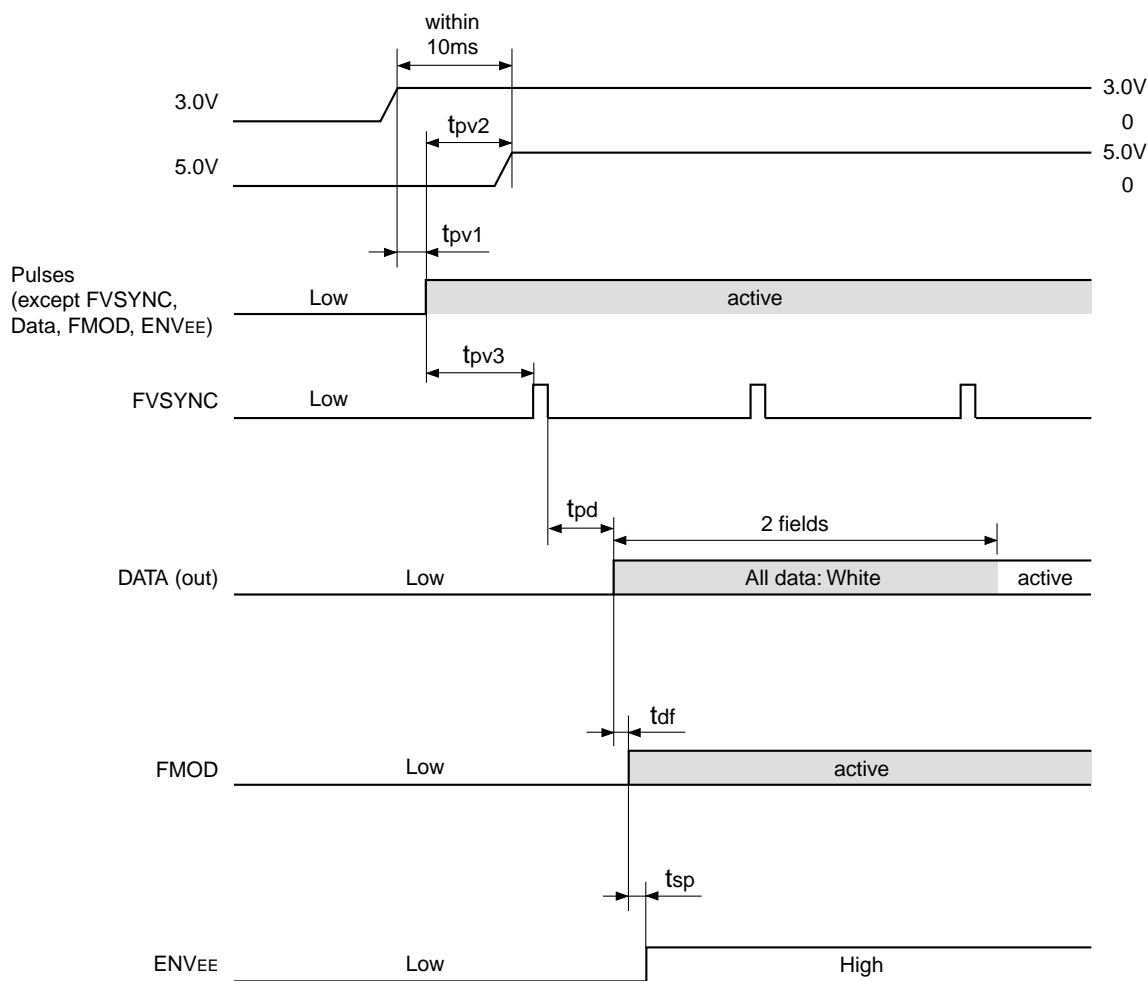 within
10ms
3.0V
3.0V
0
tpv2
5.0V
5.0V
0
tpv1
Pulses
(except FVSYNC,
Data, FMOD, ENVEE)
Low
active
tpv3
FVSYNC
Low
tpd
2 fields
DATA (out)
Low
All data: White
active
tdf
FMOD
Low
active
tsp
ENVEE
Low
High